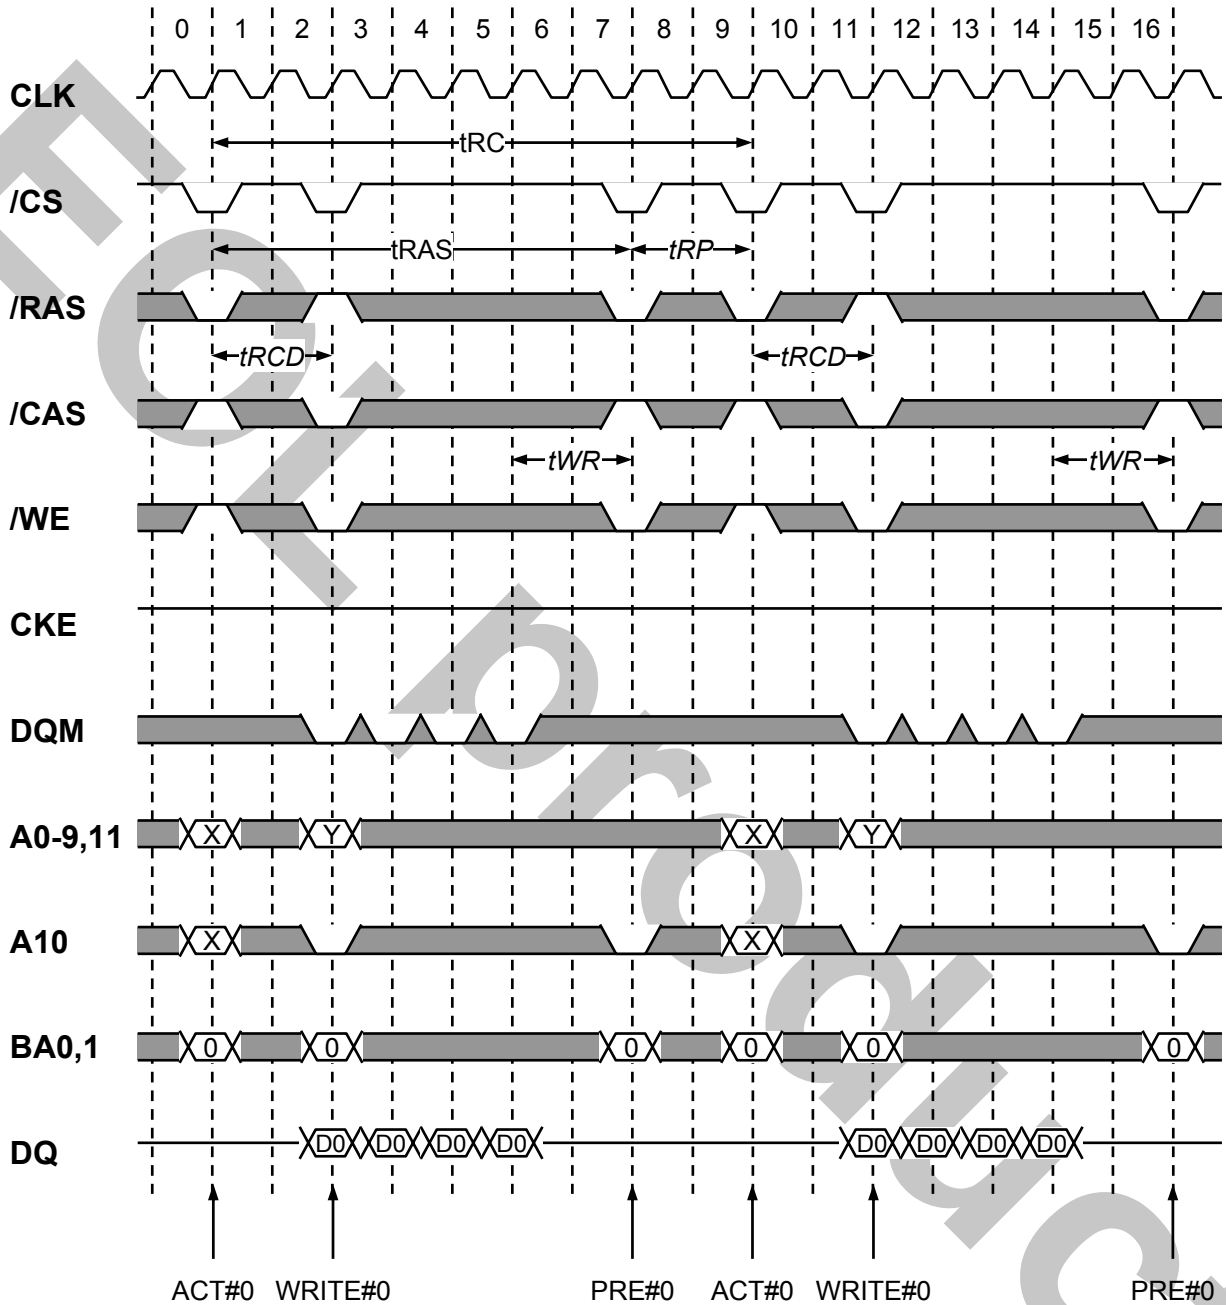 0 1 2 3 4 5 6 7 8 9 10 11 12 13 14 15 16
CLK
tRC
/CS
tRAS tRP
/RAS
tRCD tRCD
/CAS
tWR tWR
/WE
CKE
DQM
A0-9,11 X Y X Y
A10 X X
BA0,1 0 0 0 0 0 0
DQ D0 D0 D0 D0 D0 D0 D0 D0
ACT#0 WRITE#0 PRE#0 ACT#0 WRITE#0 PRE#0